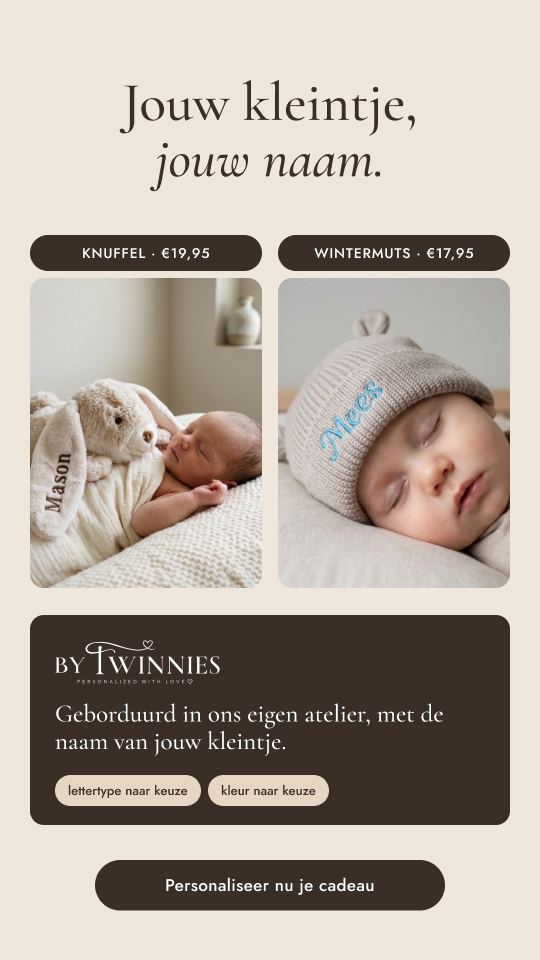 Jouw kleintje,
jouw naam.
KNUFFEL · €19,95
WINTERMUTS · €17,95
Mason
Mees
BY TWINNIES
PERSONALIZED WITH LOVE
Geborduurd in ons eigen atelier, met de
naam van jouw kleintje.
lettertype naar keuze
kleur naar keuze
Personaliseer nu je cadeau